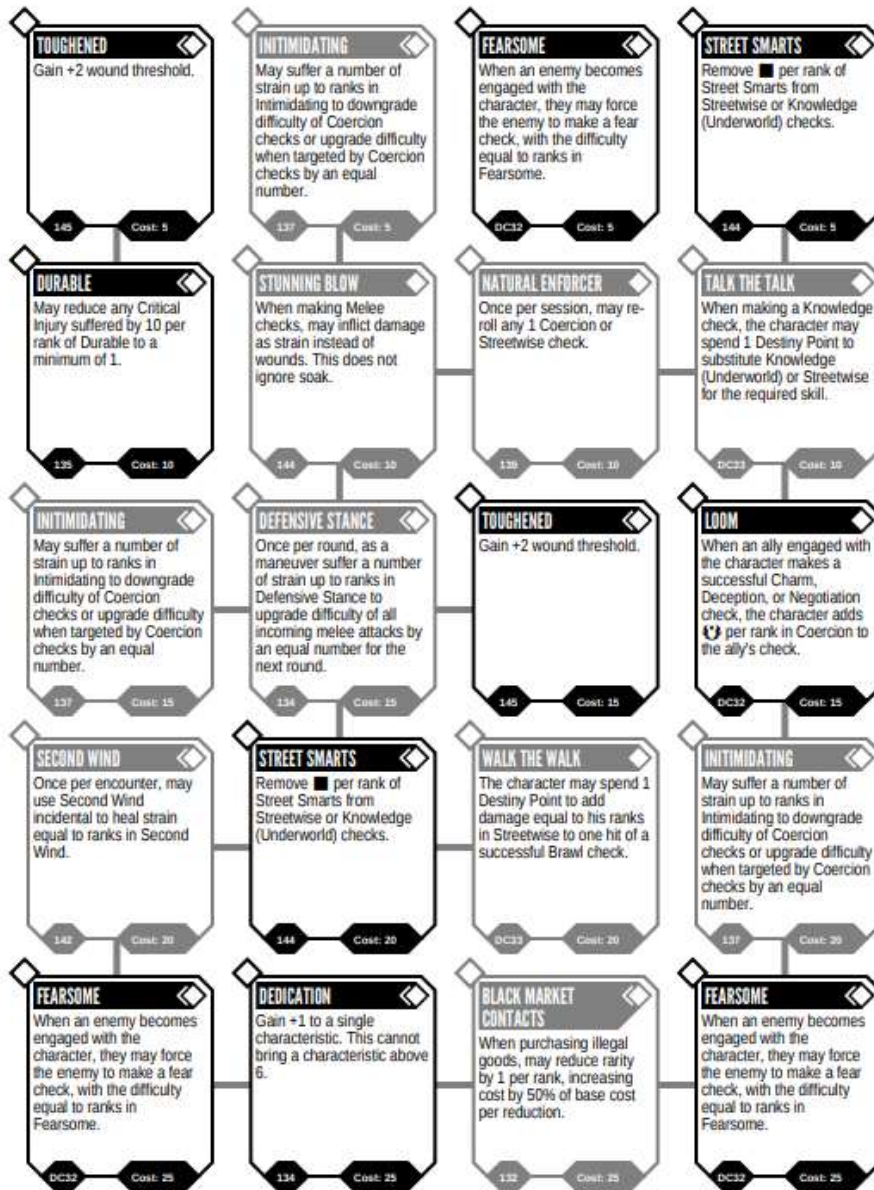 TOUGHENED
Gain +2 wound threshold.
145 Cost: 5
INITIMIDATING
May suffer a number of
strain up to ranks in
Intimidating to downgrade
difficulty of Coercion
checks or upgrade difficulty
when targeted by Coercion
checks by an equal
number.
137 Cost: 5
FEARSOME
When an enemy becomes
engaged with the
character, they may force
the enemy to make a fear
check, with the difficulty
equal to ranks in
Fearsome.
DC32 Cost: 5
STREET SMARTS
Remove ■ per rank of
Street Smarts from
Streetwise or Knowledge
(Underworld) checks.
144 Cost: 5
DURABLE
May reduce any Critical
Injury suffered by 10 per
rank of Durable to a
minimum of 1.
135 Cost: 10
STUNNING BLOW
When making Melee
checks, may inflict damage
as strain instead of
wounds. This does not
ignore soak.
144 Cost: 10
NATURAL ENFORCER
Once per session, may re-
roll any 1 Coercion or
Streetwise check.
139 Cost: 10
TALK THE TALK
When making a Knowledge
check, the character may
spend 1 Destiny Point to
substitute Knowledge
(Underworld) or Streetwise
for the required skill.
DC33 Cost: 10
INITIMIDATING
May suffer a number of
strain up to ranks in
Intimidating to downgrade
difficulty of Coercion
checks or upgrade difficulty
when targeted by Coercion
checks by an equal
number.
137 Cost: 15
DEFENSIVE STANCE
Once per round, as a
maneuver suffer a number
of strain up to ranks in
Defensive Stance to
upgrade difficulty of all
incoming melee attacks by
an equal number for the
next round.
134 Cost: 15
TOUGHENED
Gain +2 wound threshold.
145 Cost: 15
LOOM
When an ally engaged with
the character makes a
successful Charm,
Deception, or Negotiation
check, the character adds
per rank in Coercion to
the ally's check.
DC32 Cost: 15
SECOND WIND
Once per encounter, may
use Second Wind
incidental to heal strain
equal to ranks in Second
Wind.
142 Cost: 20
STREET SMARTS
Remove ■ per rank of
Street Smarts from
Streetwise or Knowledge
(Underworld) checks.
144 Cost: 20
WALK THE WALK
The character may spend 1
Destiny Point to add
damage equal to his ranks
in Streetwise to one hit of a
successful Brawl check.
DC33 Cost: 20
INITIMIDATING
May suffer a number of
strain up to ranks in
Intimidating to downgrade
difficulty of Coercion
checks or upgrade difficulty
when targeted by Coercion
checks by an equal
number.
137 Cost: 20
FEARSOME
When an enemy becomes
engaged with the
character, they may force
the enemy to make a fear
check, with the difficulty
equal to ranks in
Fearsome.
DC32 Cost: 25
DEDICATION
Gain +1 to a single
characteristic. This cannot
bring a characteristic above
6.
134 Cost: 25
BLACK MARKET
CONTACTS
When purchasing illegal
goods, may reduce rarity
by 1 per rank, increasing
cost by 50% of base cost
per reduction.
132 Cost: 25
FEARSOME
When an enemy becomes
engaged with the
character, they may force
the enemy to make a fear
check, with the difficulty
equal to ranks in
Fearsome.
DC32 Cost: 25